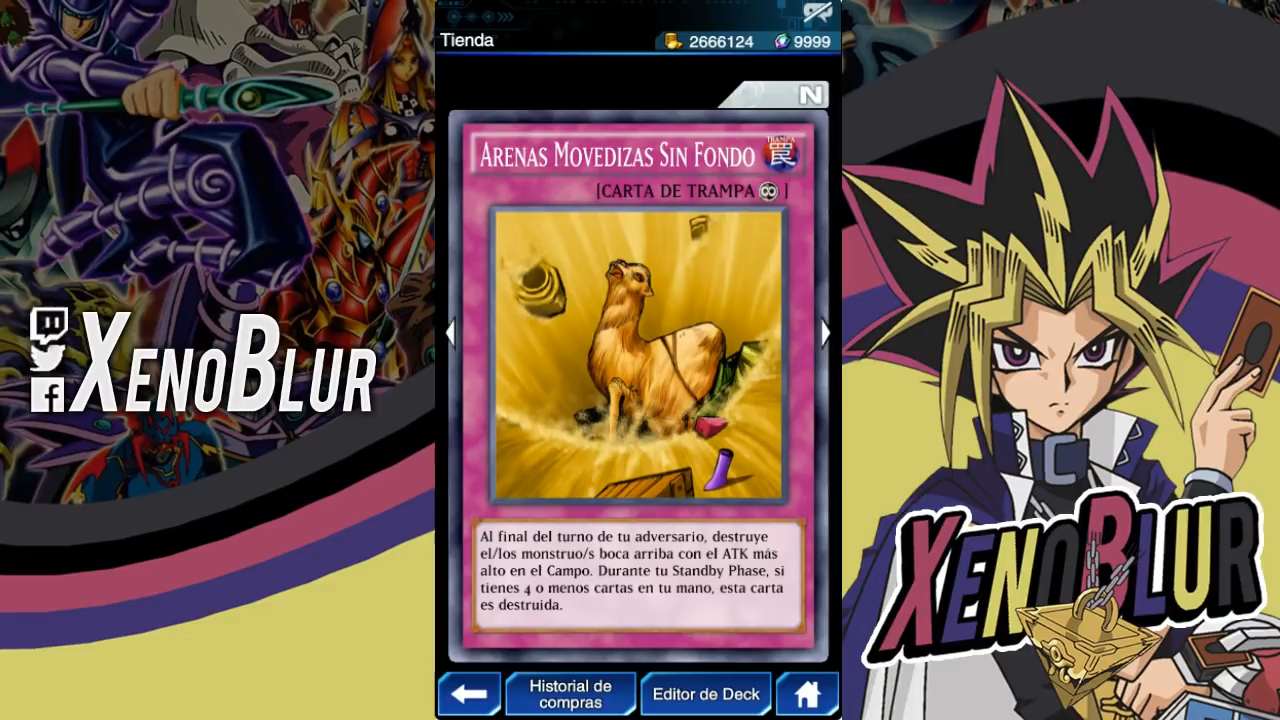 Tienda
2666124
9999
N
TRAMPA
罠
ARENAS MOVEDIZAS SIN FONDO
[CARTA DE TRAMPA ]
Al final del turno de tu adversario, destruye
el/los monstruo/s boca arriba con el ATK más
alto en el Campo. Durante tu Standby Phase, si
tienes 4 o menos cartas en tu mano, esta carta
es destruida.
Historial de
compras
Editor de Deck
XENOBLUR
XENOBLUR